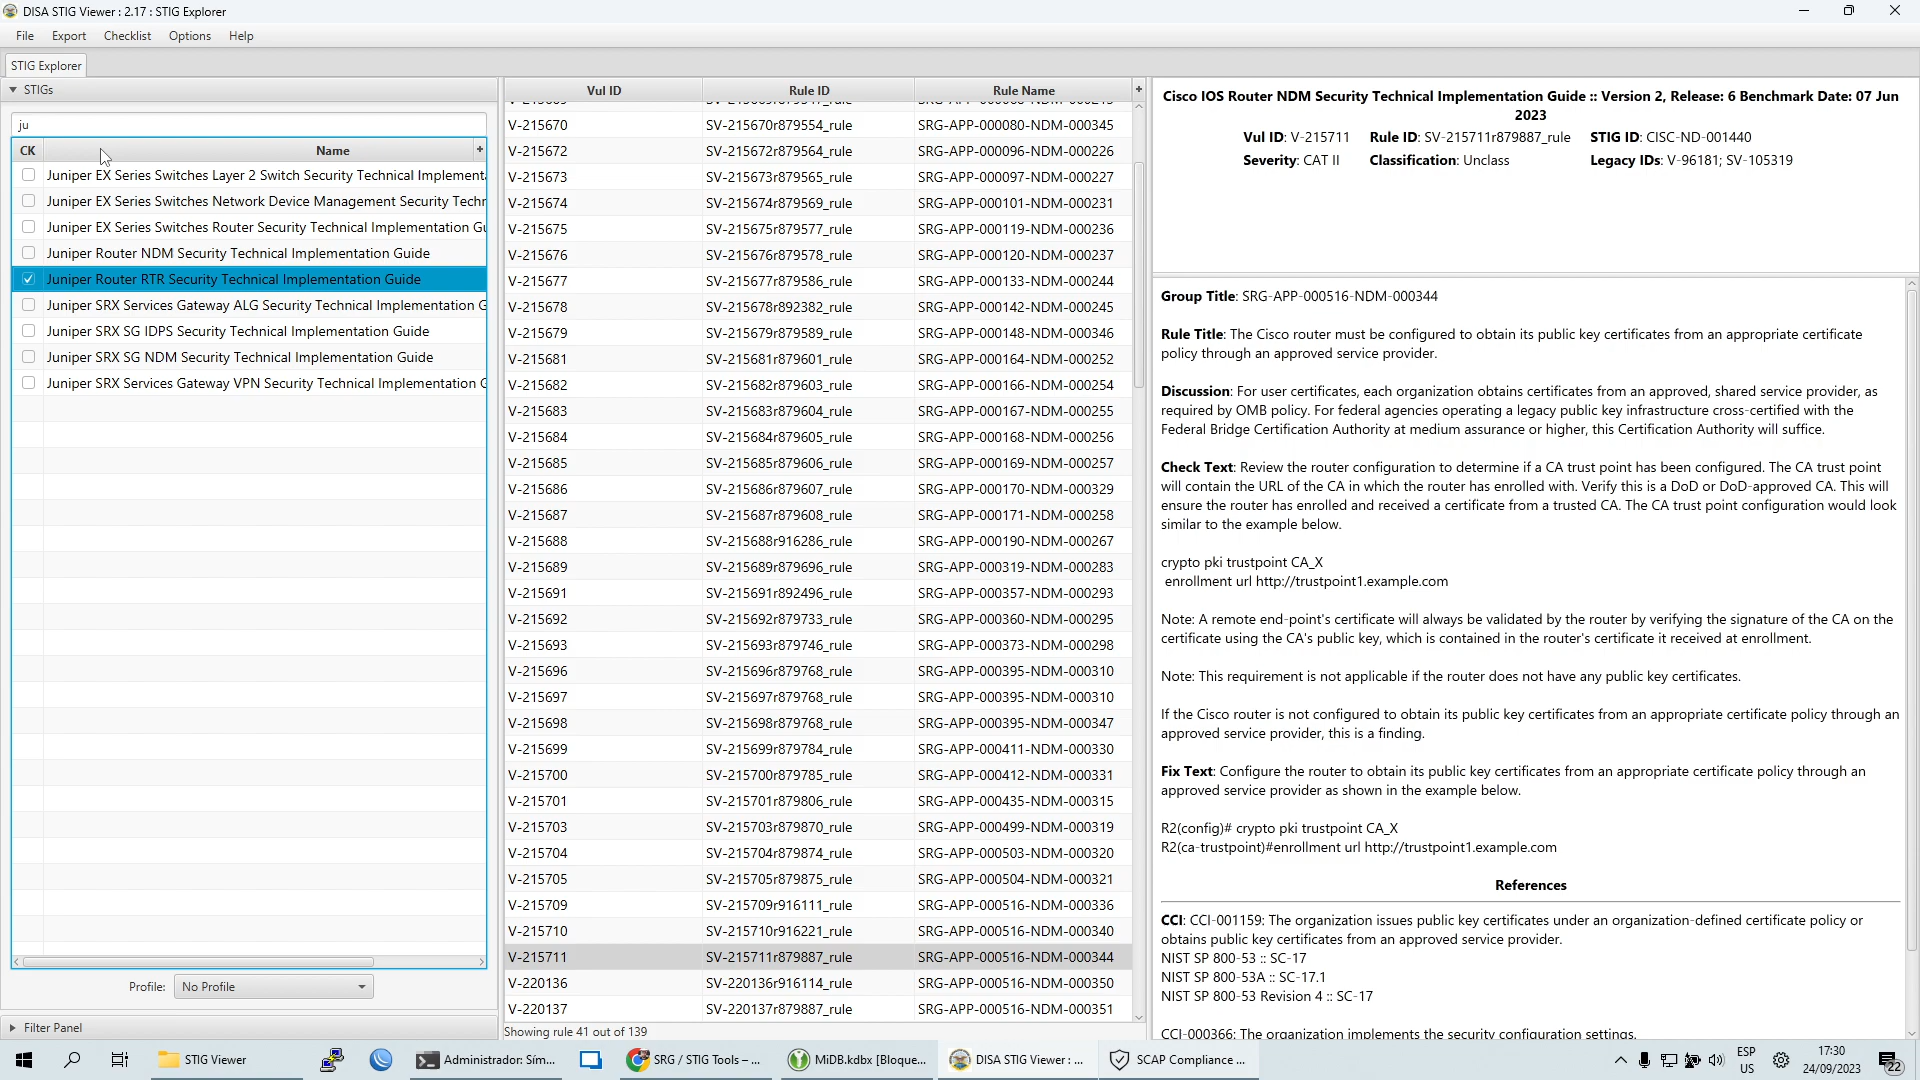 DISA STIG Viewer : 2.17 : STIG Explorer
File Export Checklist Options Help
STIG Explorer
STIGs
ju
CK Name +
Juniper EX Series Switches Layer 2 Switch Security Technical Implement
Juniper EX Series Switches Network Device Management Security Techr
Juniper EX Series Switches Router Security Technical Implementation Gu
Juniper Router NDM Security Technical Implementation Guide
Juniper Router RTR Security Technical Implementation Guide
Juniper SRX Services Gateway ALG Security Technical Implementation G
Juniper SRX SG IDPS Security Technical Implementation Guide
Juniper SRX SG NDM Security Technical Implementation Guide
Juniper SRX Services Gateway VPN Security Technical Implementation G
Profile: No Profile
Filter Panel
Vul ID Rule ID Rule Name +
V-215670 SV-215670r879554_rule SRG-APP-000080-NDM-000345
V-215672 SV-215672r879564_rule SRG-APP-000096-NDM-000226
V-215673 SV-215673r879565_rule SRG-APP-000097-NDM-000227
V-215674 SV-215674r879569_rule SRG-APP-000101-NDM-000231
V-215675 SV-215675r879577_rule SRG-APP-000119-NDM-000236
V-215676 SV-215676r879578_rule SRG-APP-000120-NDM-000237
V-215677 SV-215677r879586_rule SRG-APP-000133-NDM-000244
V-215678 SV-215678r892382_rule SRG-APP-000142-NDM-000245
V-215679 SV-215679r879589_rule SRG-APP-000148-NDM-000346
V-215681 SV-215681r879601_rule SRG-APP-000164-NDM-000252
V-215682 SV-215682r879603_rule SRG-APP-000166-NDM-000254
V-215683 SV-215683r879604_rule SRG-APP-000167-NDM-000255
V-215684 SV-215684r879605_rule SRG-APP-000168-NDM-000256
V-215685 SV-215685r879606_rule SRG-APP-000169-NDM-000257
V-215686 SV-215686r879607_rule SRG-APP-000170-NDM-000329
V-215687 SV-215687r879608_rule SRG-APP-000171-NDM-000258
V-215688 SV-215688r916286_rule SRG-APP-000190-NDM-000267
V-215689 SV-215689r879696_rule SRG-APP-000319-NDM-000283
V-215691 SV-215691r892496_rule SRG-APP-000357-NDM-000293
V-215692 SV-215692r879733_rule SRG-APP-000360-NDM-000295
V-215693 SV-215693r879746_rule SRG-APP-000373-NDM-000298
V-215696 SV-215696r879768_rule SRG-APP-000395-NDM-000310
V-215697 SV-215697r879768_rule SRG-APP-000395-NDM-000310
V-215698 SV-215698r879768_rule SRG-APP-000395-NDM-000347
V-215699 SV-215699r879784_rule SRG-APP-000411-NDM-000330
V-215700 SV-215700r879785_rule SRG-APP-000412-NDM-000331
V-215701 SV-215701r879806_rule SRG-APP-000435-NDM-000315
V-215703 SV-215703r879870_rule SRG-APP-000499-NDM-000319
V-215704 SV-215704r879874_rule SRG-APP-000503-NDM-000320
V-215705 SV-215705r879875_rule SRG-APP-000504-NDM-000321
V-215709 SV-215709r916111_rule SRG-APP-000516-NDM-000336
V-215710 SV-215710r916221_rule SRG-APP-000516-NDM-000340
V-215711 SV-215711r879887_rule SRG-APP-000516-NDM-000344
V-220136 SV-220136r916114_rule SRG-APP-000516-NDM-000350
V-220137 SV-220137r879887_rule SRG-APP-000516-NDM-000351
Showing rule 41 out of 139
Cisco IOS Router NDM Security Technical Implementation Guide :: Version 2, Release: 6 Benchmark Date: 07 Jun
2023
Vul ID: V-215711 Rule ID: SV-215711r879887_rule STIG ID: CISC-ND-001440
Severity: CAT II Classification: Unclass Legacy IDs: V-96181; SV-105319
Group Title: SRG-APP-000516-NDM-000344
Rule Title: The Cisco router must be configured to obtain its public key certificates from an appropriate certificate
policy through an approved service provider.
Discussion: For user certificates, each organization obtains certificates from an approved, shared service provider, as
required by OMB policy. For federal agencies operating a legacy public key infrastructure cross-certified with the
Federal Bridge Certification Authority at medium assurance or higher, this Certification Authority will suffice.
Check Text: Review the router configuration to determine if a CA trust point has been configured. The CA trust point
will contain the URL of the CA in which the router has enrolled with. Verify this is a DoD or DoD-approved CA. This will
ensure the router has enrolled and received a certificate from a trusted CA. The CA trust point configuration would look
similar to the example below.
crypto pki trustpoint CA_X
enrollment url http://trustpoint1.example.com
Note: A remote end-point's certificate will always be validated by the router by verifying the signature of the CA on the
certificate using the CA's public key, which is contained in the router's certificate it received at enrollment.
Note: This requirement is not applicable if the router does not have any public key certificates.
If the Cisco router is not configured to obtain its public key certificates from an appropriate certificate policy through an
approved service provider, this is a finding.
Fix Text: Configure the router to obtain its public key certificates from an appropriate certificate policy through an
approved service provider as shown in the example below.
R2(config)# crypto pki trustpoint CA_X
R2(ca-trustpoint)#enrollment url http://trustpoint1.example.com
References
CCI: CCI-001159: The organization issues public key certificates under an organization-defined certificate policy or
obtains public key certificates from an approved service provider.
NIST SP 800-53 :: SC-17
NIST SP 800-53A :: SC-17.1
NIST SP 800-53 Revision 4 :: SC-17
CCI-000366: The organization implements the security configuration settings.
STIG Viewer
Administrador: Sím...
SRG / STIG Tools – ...
MiDB.kdbx [Bloque...
DISA STIG Viewer : ...
SCAP Compliance ...
ESP
US
17:30
24/09/2023
22